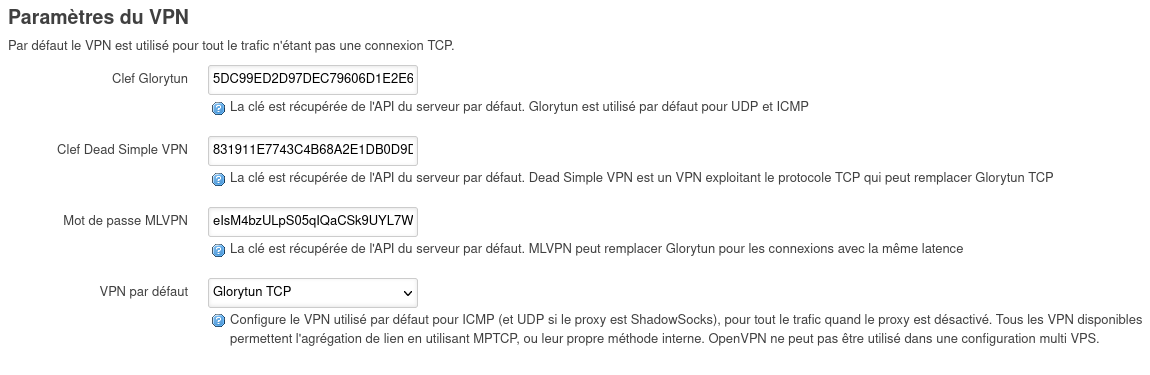 Paramètres du VPN
Par défaut le VPN est utilisé pour tout le trafic n'étant pas une connexion TCP.
Clef Glorytun 5DC99ED2D97DEC79606D1E2E6
La clé est récupérée de l'API du serveur par défaut. Glorytun est utilisé par défaut pour UDP et ICMP
Clef Dead Simple VPN 831911E7743C4B68A2E1DB0D9D
La clé est récupérée de l'API du serveur par défaut. Dead Simple VPN est un VPN exploitant le protocole TCP qui peut remplacer Glorytun TCP
Mot de passe MLVPN eIsM4bzULpS05qlQaCSk9UYL7W
La clé est récupérée de l'API du serveur par défaut. MLVPN peut remplacer Glorytun pour les connexions avec la même latence
VPN par défaut Glorytun TCP
Configure le VPN utilisé par défaut pour ICMP (et UDP si le proxy est ShadowSocks), pour tout le trafic quand le proxy est désactivé. Tous les VPN disponibles
permettent l'agrégation de lien en utilisant MPTCP, ou leur propre méthode interne. OpenVPN ne peut pas être utilisé dans une configuration multi VPS.